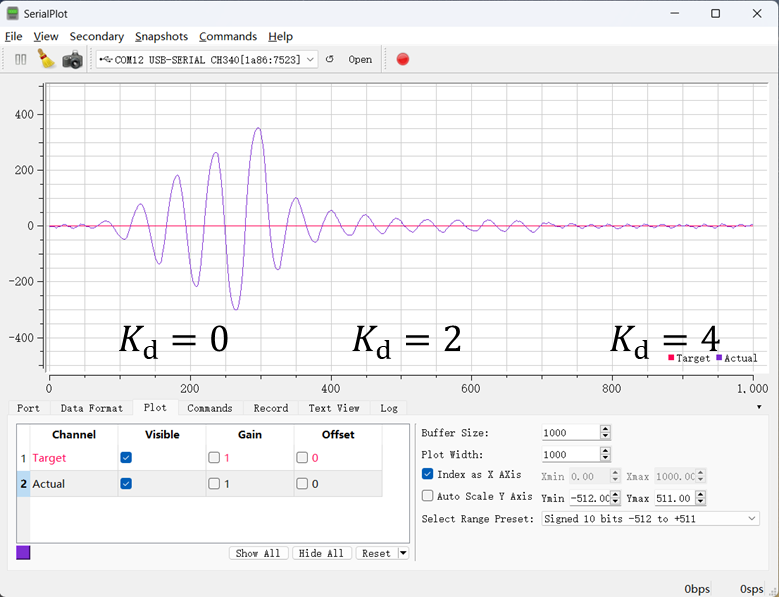 SerialPlot
File View Secondary Snapshots Commands Help
COM12 USB-SERIAL CH340[1a86:7523] Open
400
200
0
-200
-400
K_d = 0 K_d = 2 K_d = 4
Target Actual
0 200 400 600 800 1.000
Port Data Format Plot Commands Record Text View Log
Channel Visible Gain Offset
1 Target 1 0
2 Actual 1 0
Show All Hide All Reset
Buffer Size: 1000
Plot Width: 1000
Index as X AXis Xmin 0.00 Xmax 1000.00
Auto Scale Y Axis Ymin -512.00 Ymax 511.00
Select Range Preset: Signed 10 bits -512 to +511
0bps 0sps